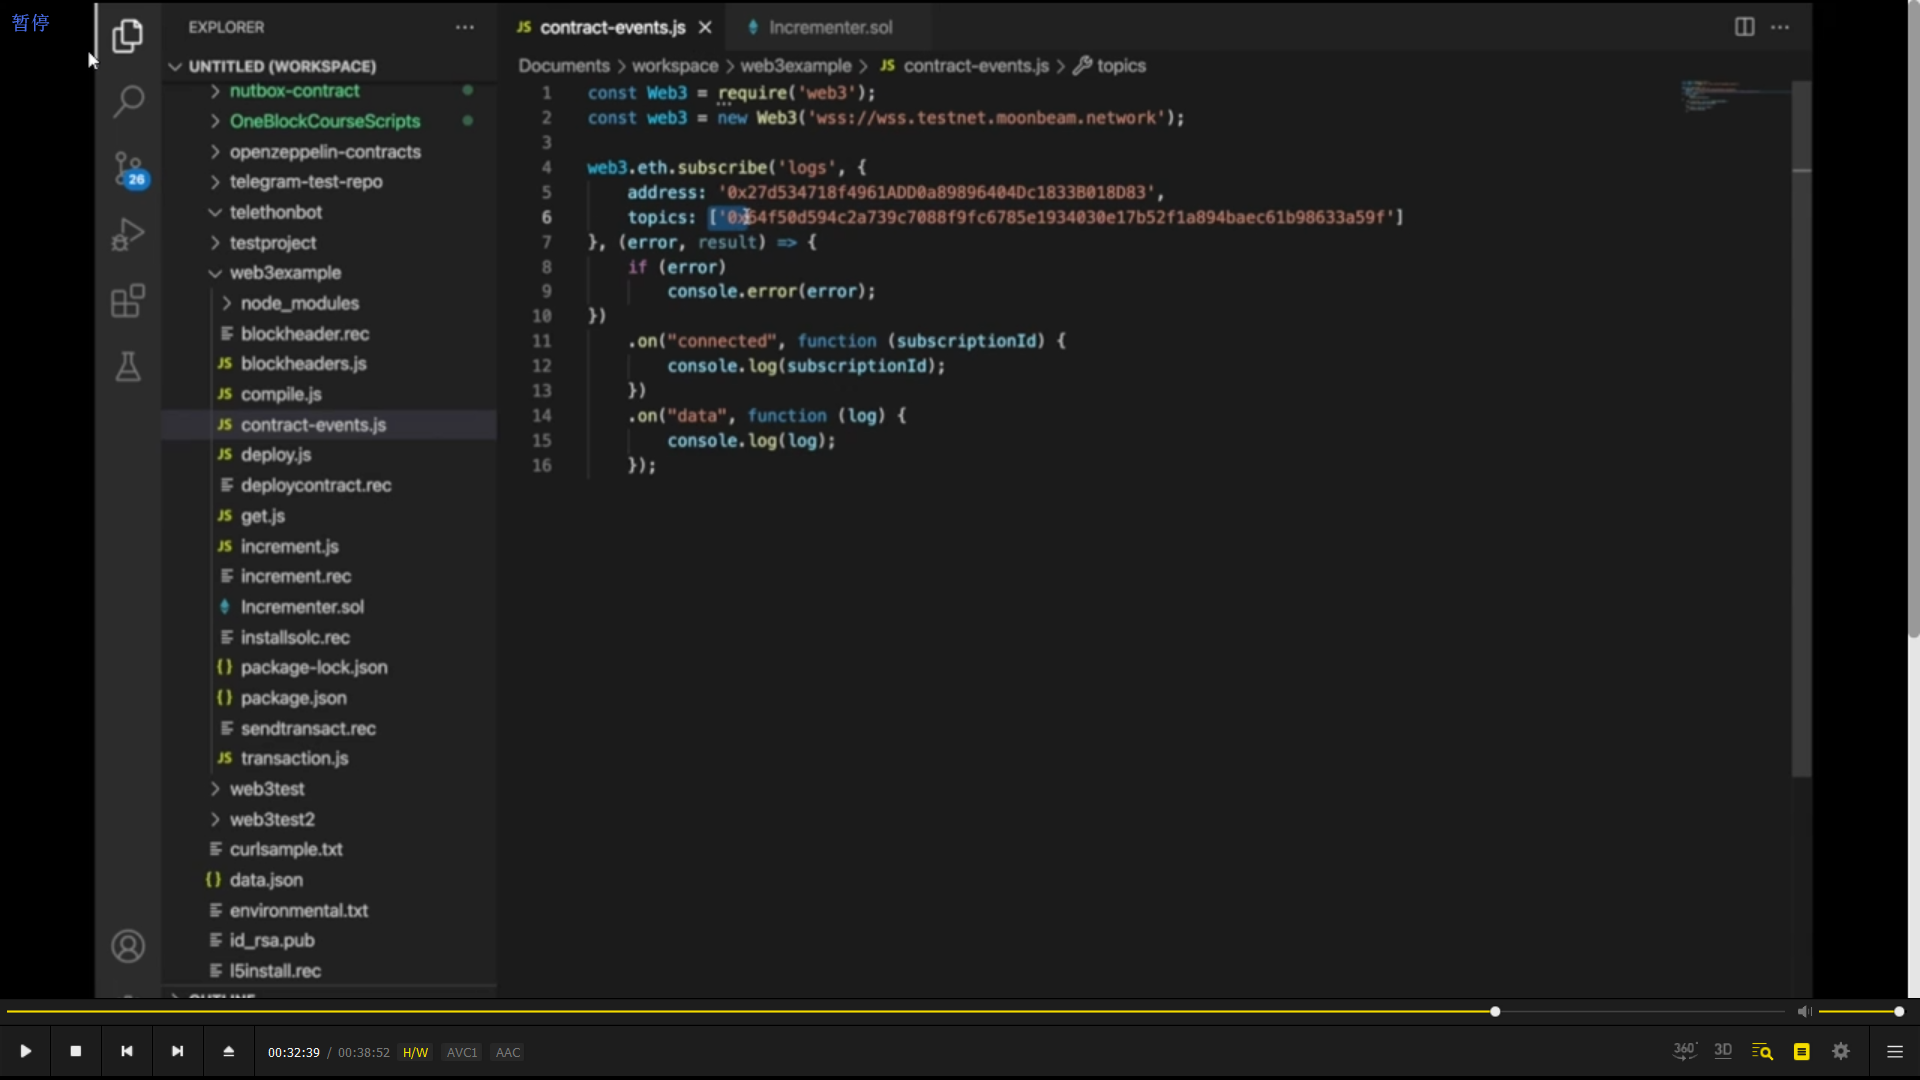 暂停
EXPLORER
UNTITLED (WORKSPACE)
nutbox-contract
OneBlockCourseScripts
openzeppelin-contracts
telegram-test-repo
telethonbot
testproject
web3example
node_modules
blockheader.rec
blockheaders.js
compile.js
contract-events.js
deploy.js
deploycontract.rec
get.js
increment.js
increment.rec
Incrementer.sol
installsolc.rec
package-lock.json
package.json
sendtransact.rec
transaction.js
web3test
web3test2
curlsample.txt
data.json
environmental.txt
id_rsa.pub
l5install.rec
OUTLINE
26
JS contract-events.js
Incrementer.sol
Documents > workspace > web3example > JS contract-events.js > topics
1 const Web3 = require('web3');
2 const web3 = new Web3('wss://wss.testnet.moonbeam.network');
3
4 web3.eth.subscribe('logs', {
5 address: '0x27d534718f4961ADD0a89896404Dc1833B018D83',
6 topics: ['0x64f50d594c2a739c7088f9fc6785e1934030e17b52f1a894baec61b98633a59f']
7 }, (error, result) => {
8 if (error)
9 console.error(error);
10 })
11 .on("connected", function (subscriptionId) {
12 console.log(subscriptionId);
13 })
14 .on("data", function (log) {
15 console.log(log);
16 });
00:32:39 / 00:38:52 H/W AVC1 AAC
360° 3D